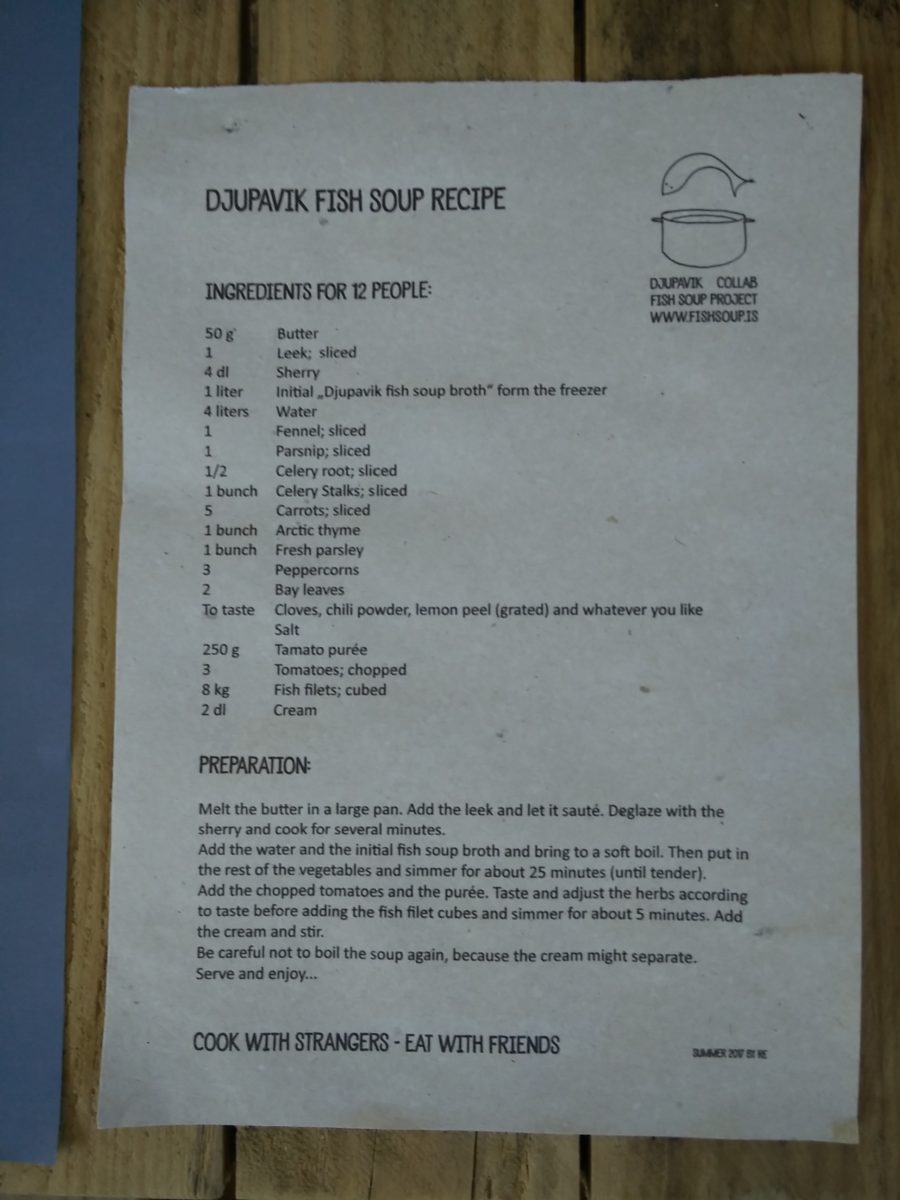 DJUPAVIK FISH SOUP RECIPE
DJUPAVIK COLLAB
FISH SOUP PROJECT
WWW.FISHSOUP.IS
INGREDIENTS FOR 12 PEOPLE:
50 g Butter
1 Leek; sliced
4 dl Sherry
1 liter Initial „Djupavik fish soup broth“ form the freezer
4 liters Water
1 Fennel; sliced
1 Parsnip; sliced
1/2 Celery root; sliced
1 bunch Celery Stalks; sliced
5 Carrots; sliced
1 bunch Arctic thyme
1 bunch Fresh parsley
3 Peppercorns
2 Bay leaves
To taste Cloves, chili powder, lemon peel (grated) and whatever you like
Salt
250 g Tamato purée
3 Tomatoes; chopped
8 kg Fish filets; cubed
2 dl Cream
PREPARATION:
Melt the butter in a large pan. Add the leek and let it sauté. Deglaze with the
sherry and cook for several minutes.
Add the water and the initial fish soup broth and bring to a soft boil. Then put in
the rest of the vegetables and simmer for about 25 minutes (until tender).
Add the chopped tomatoes and the purée. Taste and adjust the herbs according
to taste before adding the fish filet cubes and simmer for about 5 minutes. Add
the cream and stir.
Be careful not to boil the soup again, because the cream might separate.
Serve and enjoy...
COOK WITH STRANGERS - EAT WITH FRIENDS
SUMMER 2017 BY RE